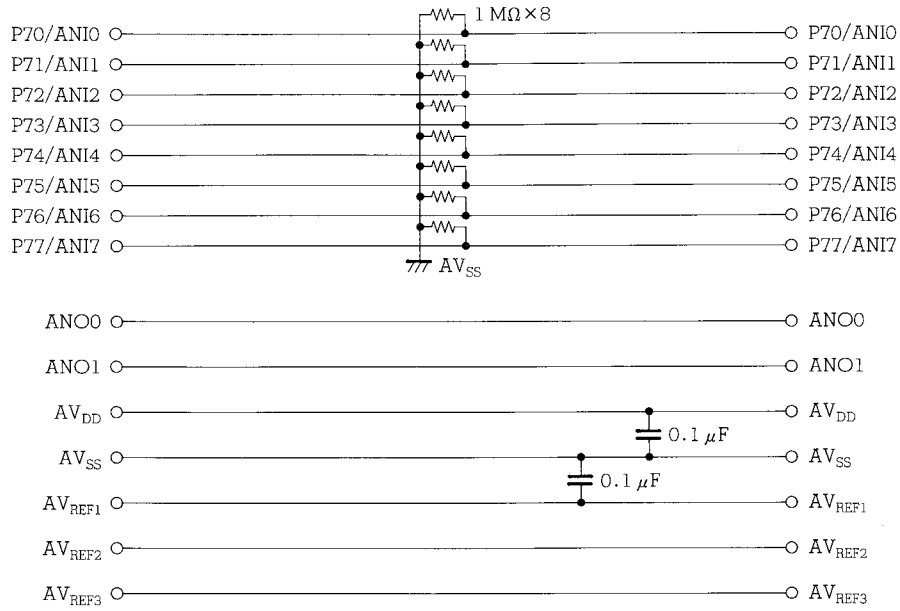 1 MΩ×8
P70/ANI0 P70/ANI0
P71/ANI1 P71/ANI1
P72/ANI2 P72/ANI2
P73/ANI3 P73/ANI3
P74/ANI4 P74/ANI4
P75/ANI5 P75/ANI5
P76/ANI6 P76/ANI6
P77/ANI7 P77/ANI7
AVSS
ANO0 ANO0
ANO1 ANO1
AVDD AVDD
0.1 μF
AVSS AVSS
0.1 μF
AVREF1 AVREF1
AVREF2 AVREF2
AVREF3 AVREF3